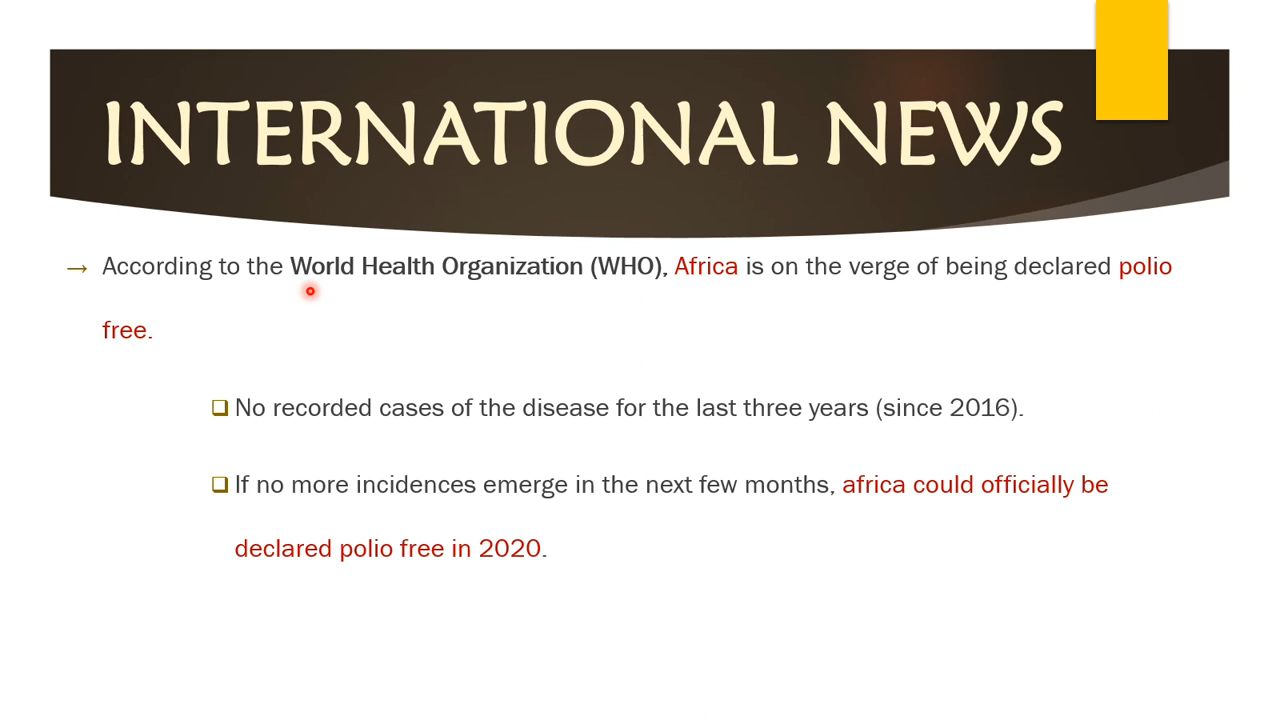 INTERNATIONAL NEWS
→ According to the World Health Organization (WHO), Africa is on the verge of being declared polio
free.
❑ No recorded cases of the disease for the last three years (since 2016).
❑ If no more incidences emerge in the next few months, africa could officially be
declared polio free in 2020.